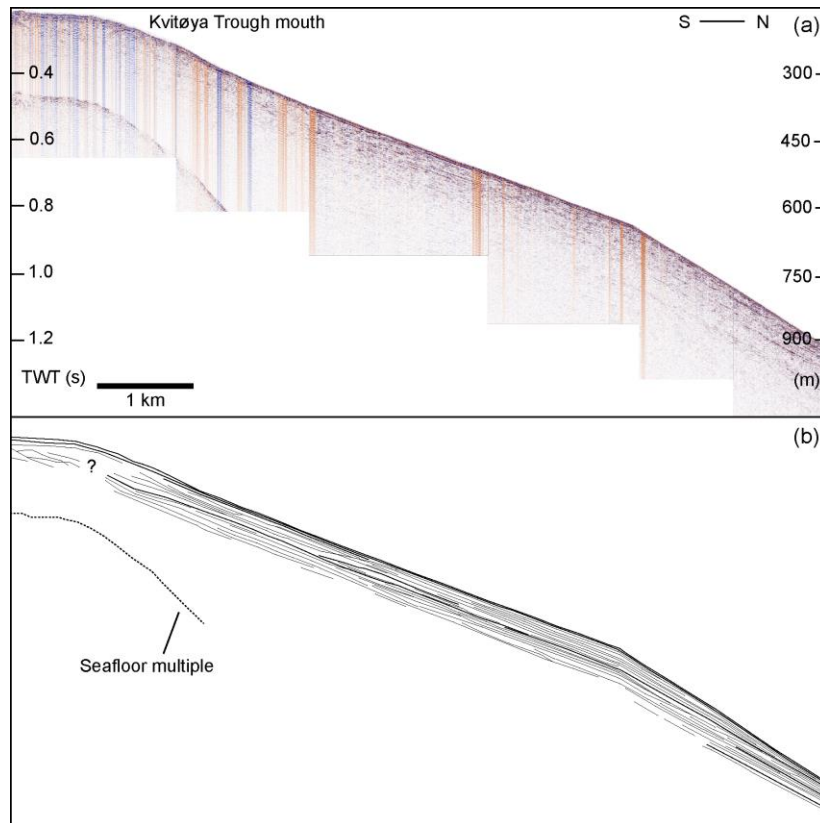 Kvitøya Trough mouth
S — N
(a)
0.4
300
0.6
450
0.8
600
1.0
750
1.2
900
TWT (s)
(m)
1 km
(b)
?
Seafloor multiple